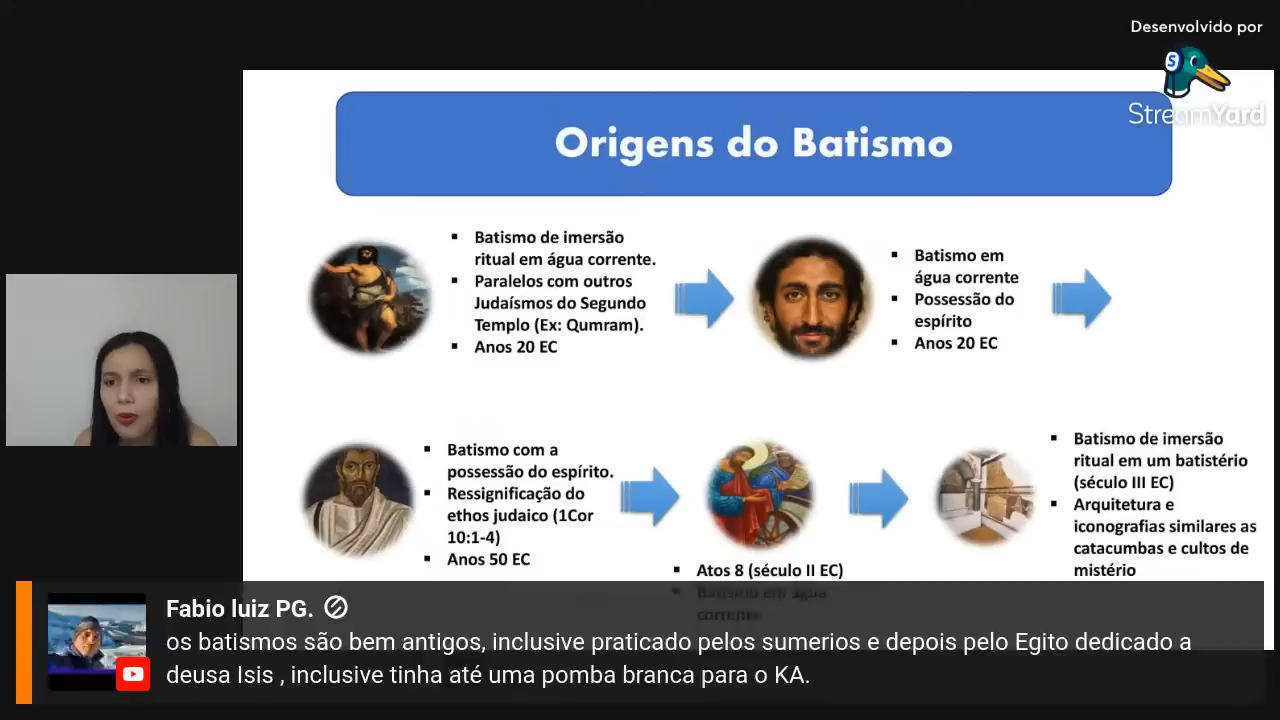 Desenvolvido por
S
StreamYard
Origens do Batismo
▪ Batismo de imersão
ritual em água corrente.
▪ Paralelos com outros
Judaísmos do Segundo
Templo (Ex: Qumram).
▪ Anos 20 EC
▪ Batismo em
água corrente
▪ Possessão do
espírito
▪ Anos 20 EC
▪ Batismo com a
possessão do espírito.
▪ Ressignificação do
ethos judaico (1Cor
10:1-4)
▪ Anos 50 EC
▪ Atos 8 (século II EC)
▪ Batismo em água
corrente
▪ Batismo de imersão
ritual em um batistério
(século III EC)
▪ Arquitetura e
iconografias similares as
catacumbas e cultos de
mistério
Fabio luiz PG.
os batismos são bem antigos, inclusive praticado pelos sumerios e depois pelo Egito dedicado a
deusa Isis , inclusive tinha até uma pomba branca para o KA.